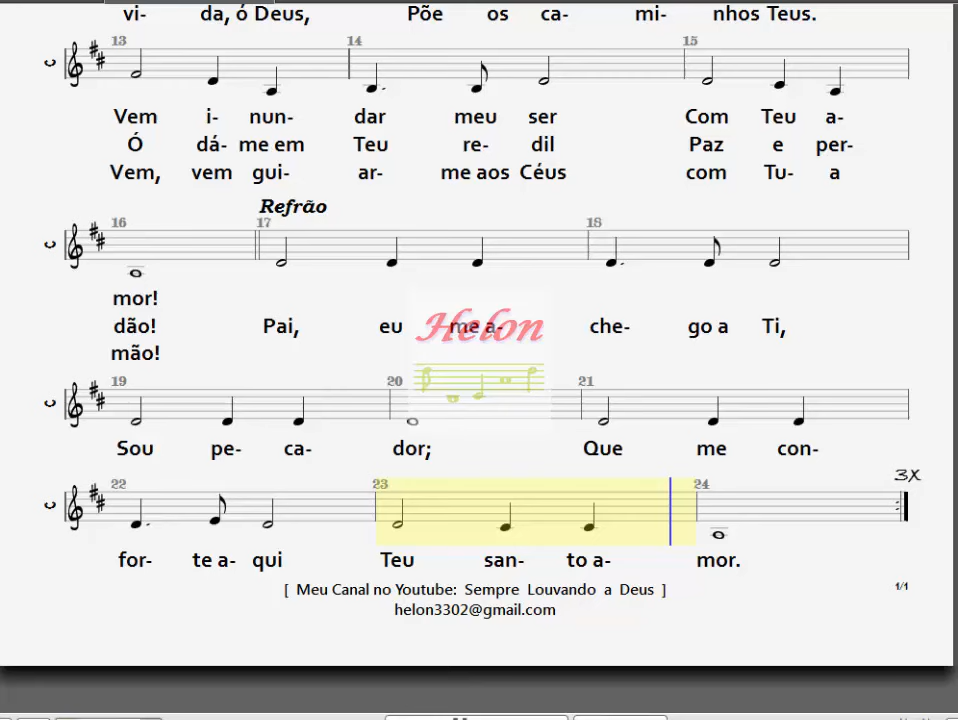 vi- da, ó Deus, Põe os ca- mi- nhos Teus.
13 14 15
Vem i- nun- dar meu ser Com Teu a-
Ó dá- me em Teu re- dil Paz e per-
Vem, vem gui- ar- me aos Céus com Tu- a
Refrão
16 17 18
mor!
dão! Pai, eu me a- che- go a Ti,
mão!
Helon
19 20 21
Sou pe- ca- dor; Que me con-
3X
22 23 24
for- te a- qui Teu san- to a- mor.
[ Meu Canal no Youtube: Sempre Louvando a Deus ] 1/1
helon3302@gmail.com